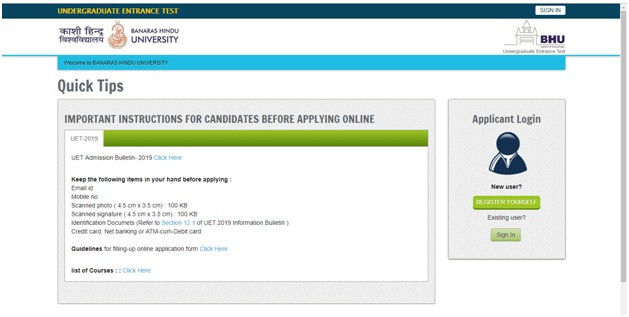 UNDERGRADUATE ENTRANCE TEST
SIGN IN
काशी हिन्दू
विश्वविद्यालय
BANARAS HINDU
UNIVERSITY
BHU
Undergraduate Entrance Test
Welcome to BANARAS HINDU UNIVERSITY
Quick Tips
IMPORTANT INSTRUCTIONS FOR CANDIDATES BEFORE APPLYING ONLINE
UET-2019
UET Admission Bulletin- 2019 Click Here
Keep the following items in your hand before applying :
Email id
Mobile no
Scanned photo ( 4.5 cm x 3.5 cm) : 100 KB
Scanned signature ( 4.5 cm x 3.5 cm) : 100 KB
Identification Documets (Refer to Section 12.1 of UET 2019 Information Bulletin )
Credit card, Net banking or ATM-cum-Debit card
Guidelines for filling-up online application form Click Here
list of Courses : : Click Here
Applicant Login
New user?
REGISTER YOURSELF
Existing user?
Sign In